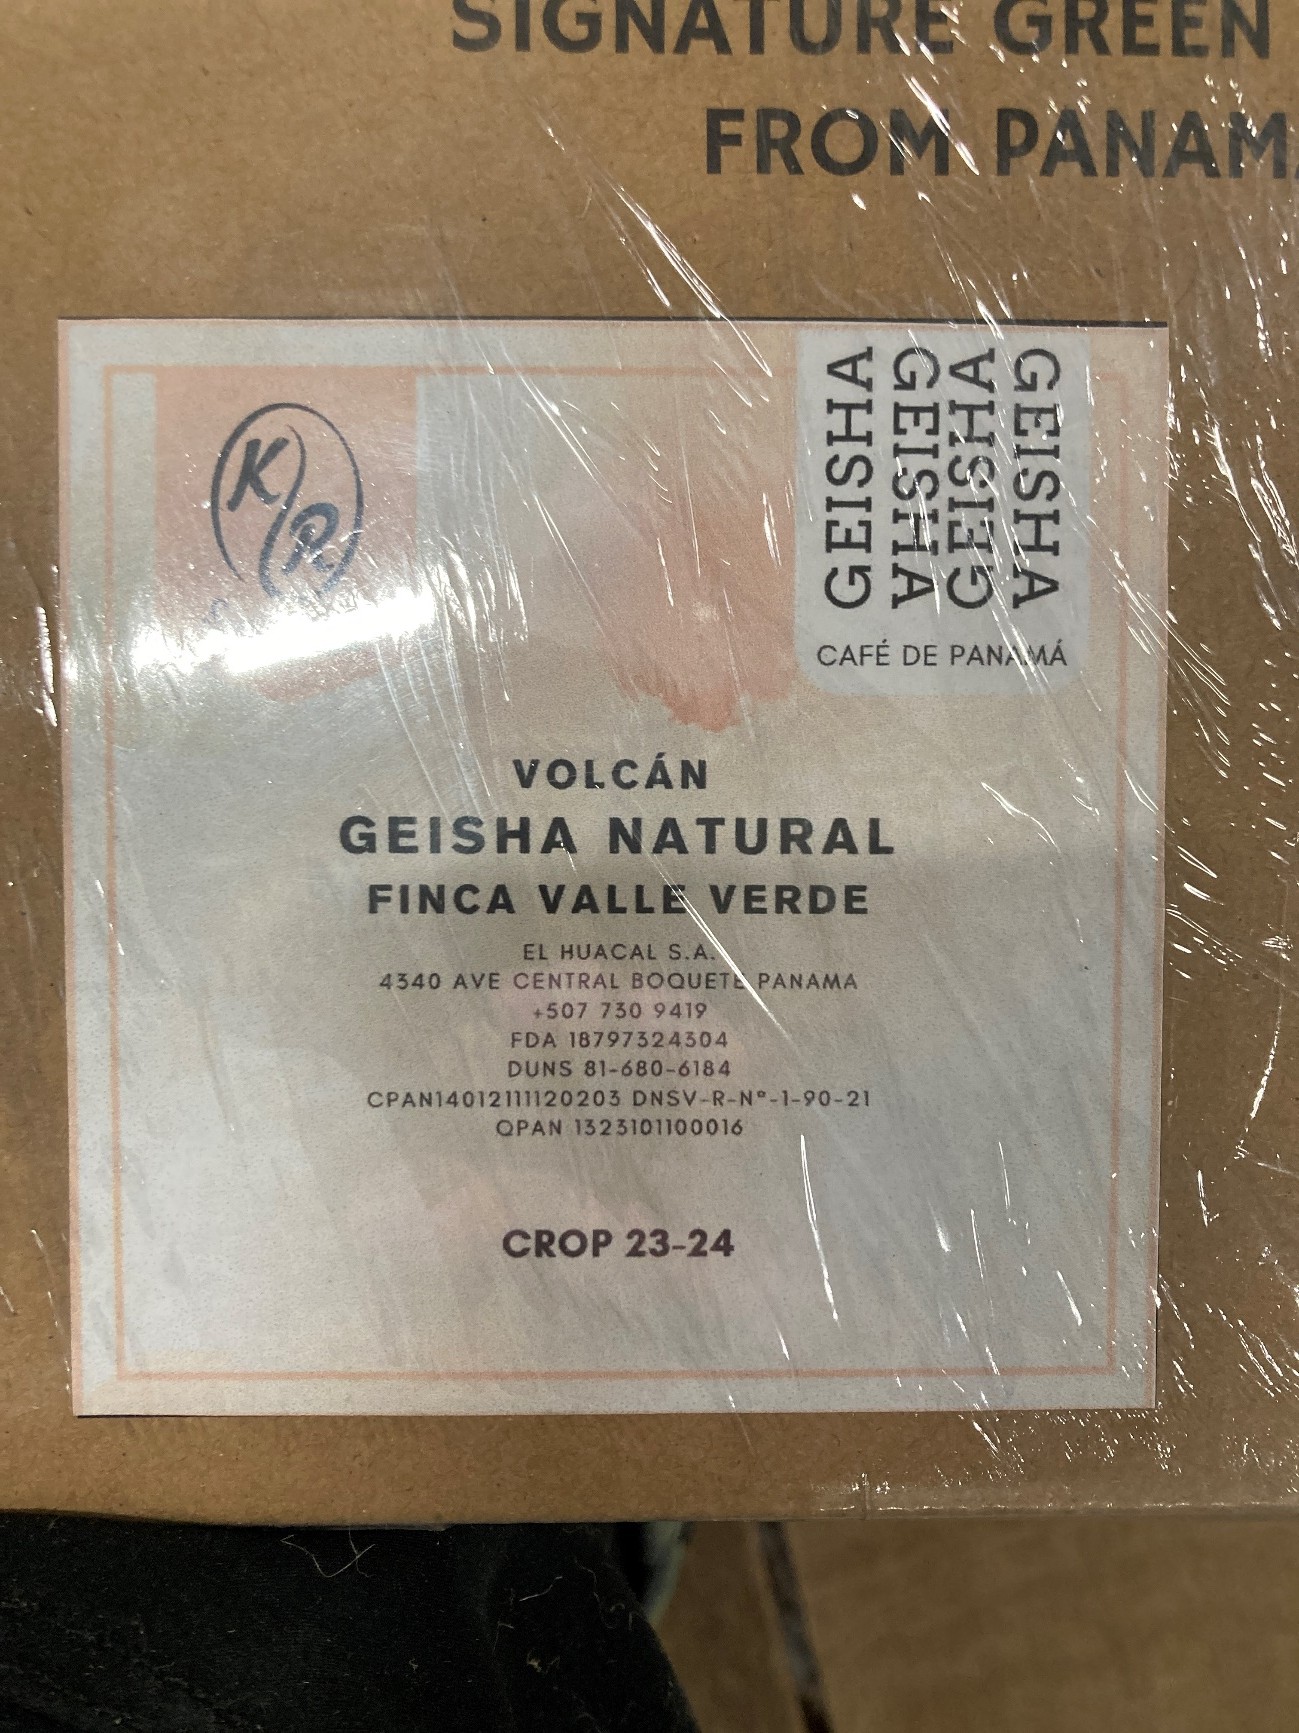 SIGNATURE GREEN
FROM PANAMA
K
R
GEISHA
GEISHA
GEISHA
GEISHA
CAFÉ DE PANAMÁ
VOLCÁN
GEISHA NATURAL
FINCA VALLE VERDE
EL HUACAL S.A.
4340 AVE CENTRAL BOQUETE PANAMA
+507 730 9419
FDA 18797324304
DUNS 81-680-6184
CPAN14012111120203 DNSV-R-N°-1-90-21
QPAN 1323101100016
CROP 23-24